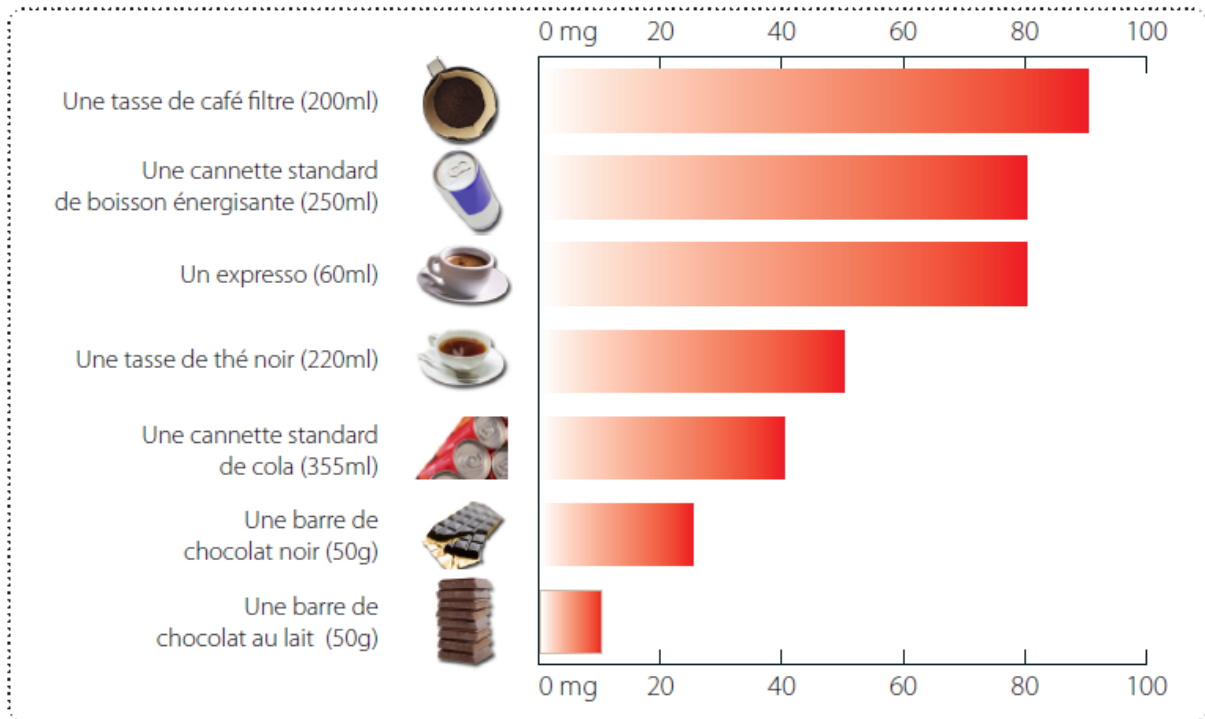 0 mg 20 40 60 80 100
Une tasse de café filtre (200ml)
Une cannette standard
de boisson énergisante (250ml)
Un expresso (60ml)
Une tasse de thé noir (220ml)
Une cannette standard
de cola (355ml)
Une barre de
chocolat noir (50g)
Une barre de
chocolat au lait (50g)
0 mg 20 40 60 80 100